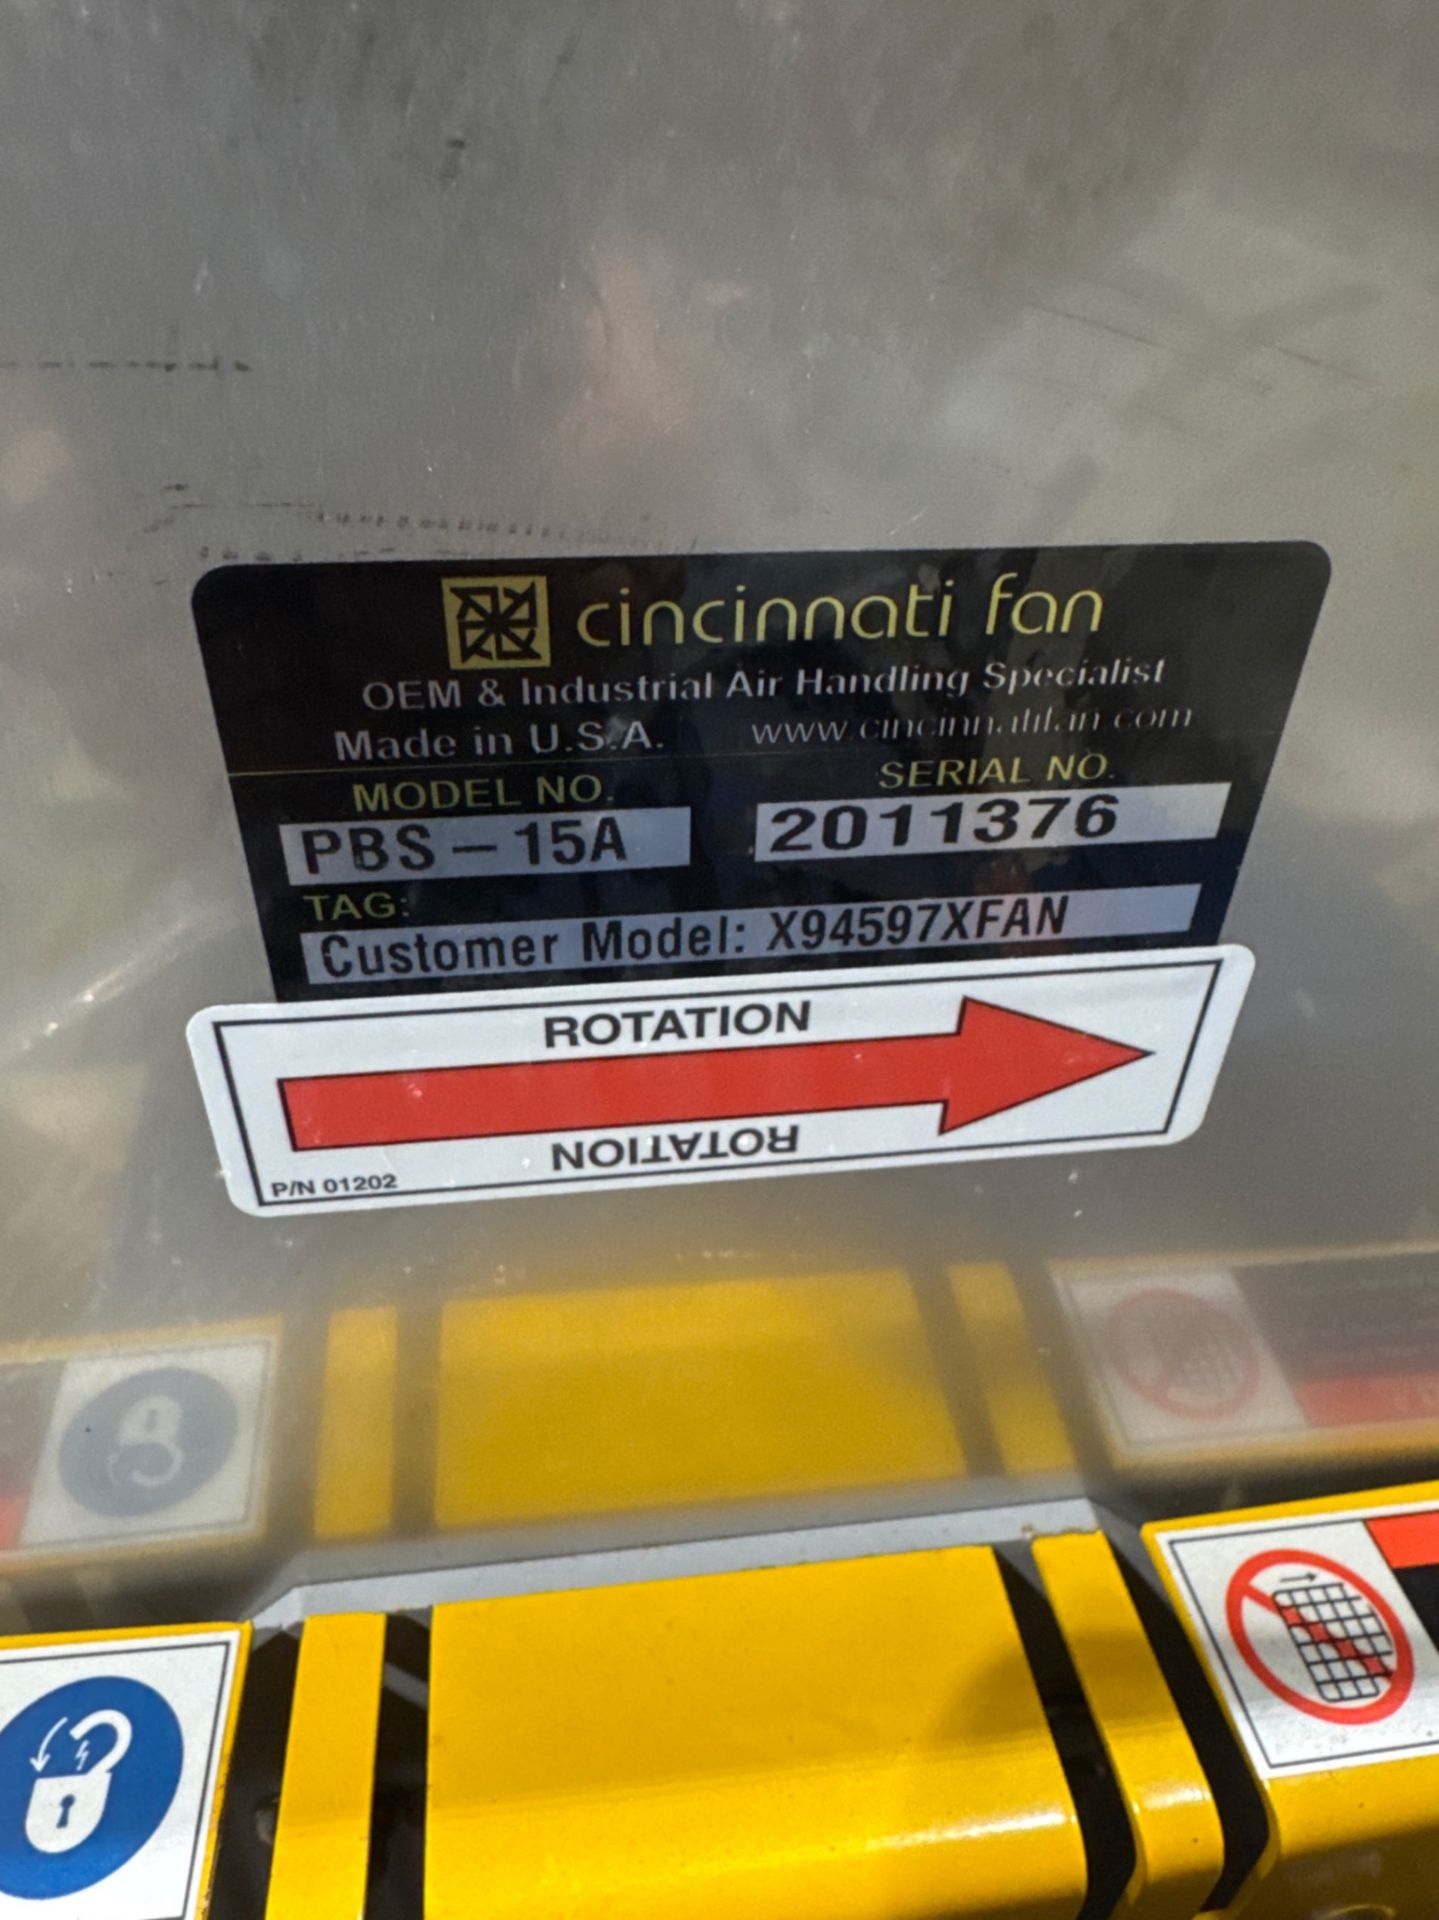 cincinnati fan
OEM & Industrial Air Handling Specialist
Made in U.S.A. www.cincinnatifan.com
MODEL NO. SERIAL NO.
PBS-15A 2011376
TAG:
Customer Model: X94597XFAN
ROTATION
ROTATION
P/N 01202